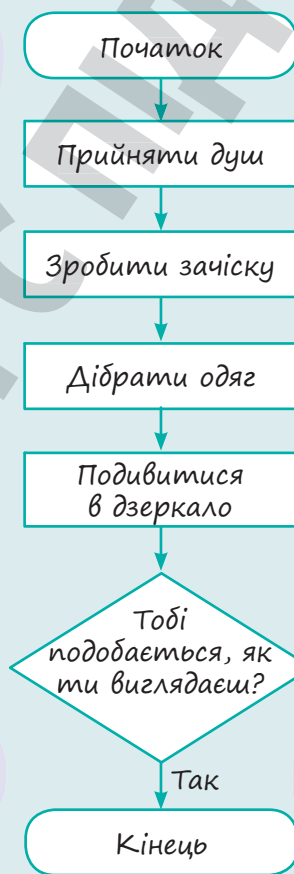 Початок
Прийняти душ
Зробити зачіску
Дібрати одяг
Подивитися
в дзеркало
Тобі
подобається, як
ти виглядаєш?
Так
Кінець